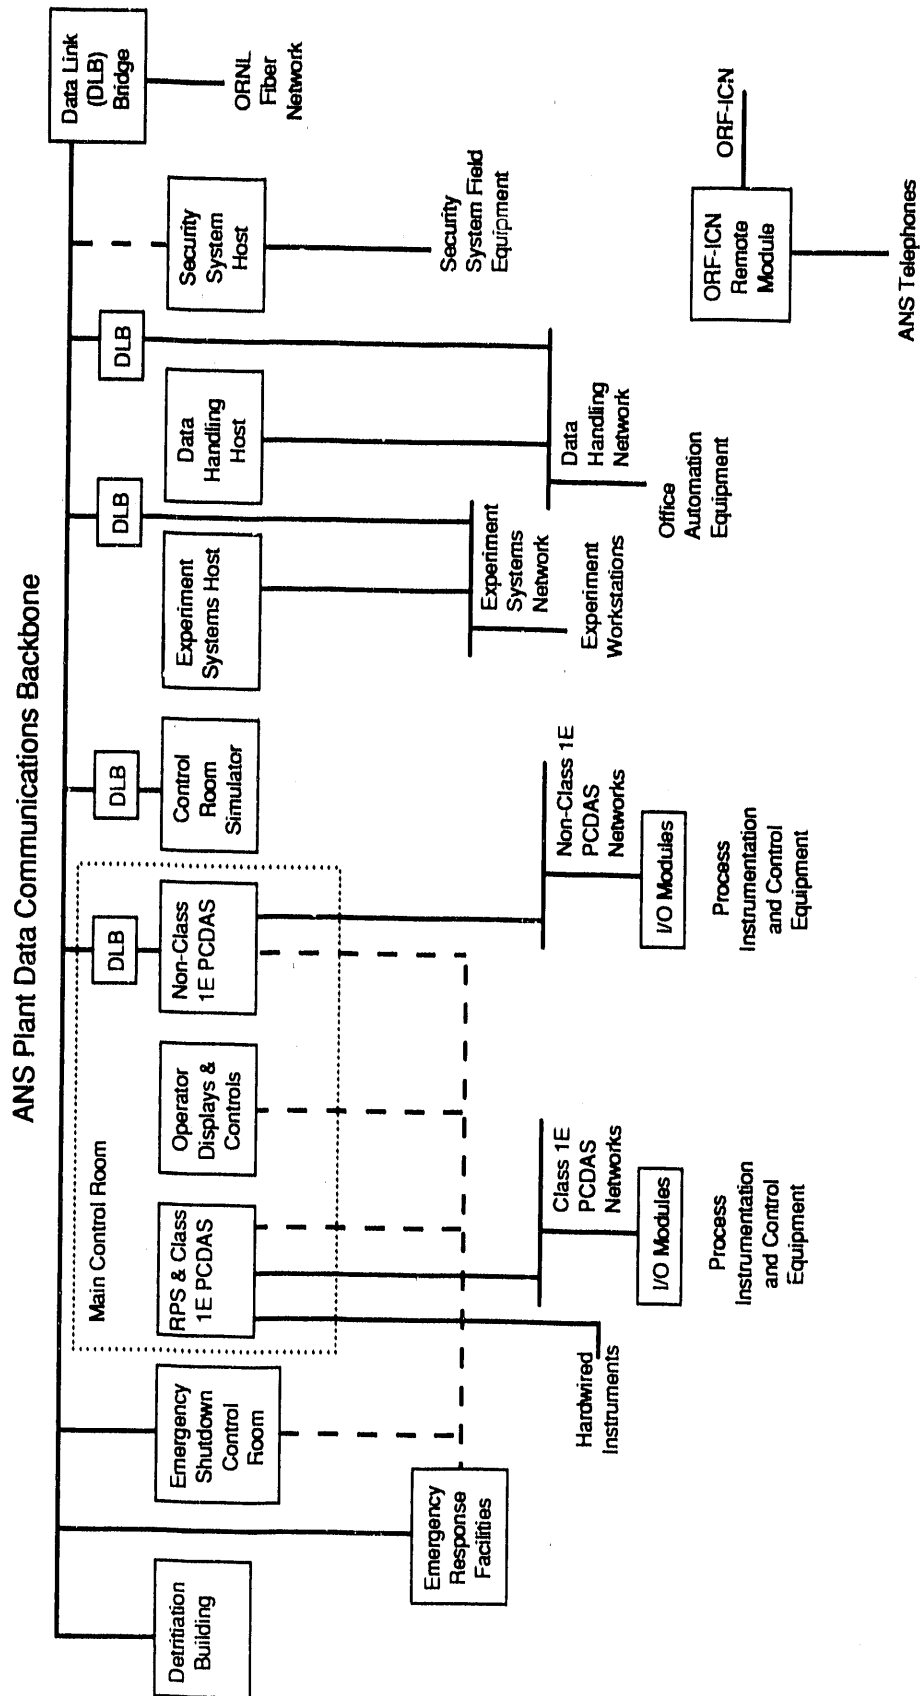 ANS Plant Data Communications Backbone
Data Link
(DLB)
Bridge
ORNL
Fiber
Network
Detritiation
Building
Emergency
Shutdown
Control
Room
Emergency
Response
Facilities
Main Control Room
RPS & Class
1E PCDAS
Operator
Displays &
Controls
DLB
Non-Class
1E PCDAS
DLB
Control
Room
Simulator
Experiment
Systems Host
DLB
Data
Handling
Host
DLB
Security
System
Host
Security
System Field
Equipment
Hardwired
Instruments
Class 1E
PCDAS
Networks
I/O Modules
Process
Instrumentation
and Control
Equipment
Non-Class 1E
PCDAS
Networks
I/O Modules
Process
Instrumentation
and Control
Equipment
Experiment
Systems
Network
Experiment
Workstations
Data
Handling
Network
Office
Automation
Equipment
ORF-ICN
Remote
Module
ORF-ICN
ANS Telephones